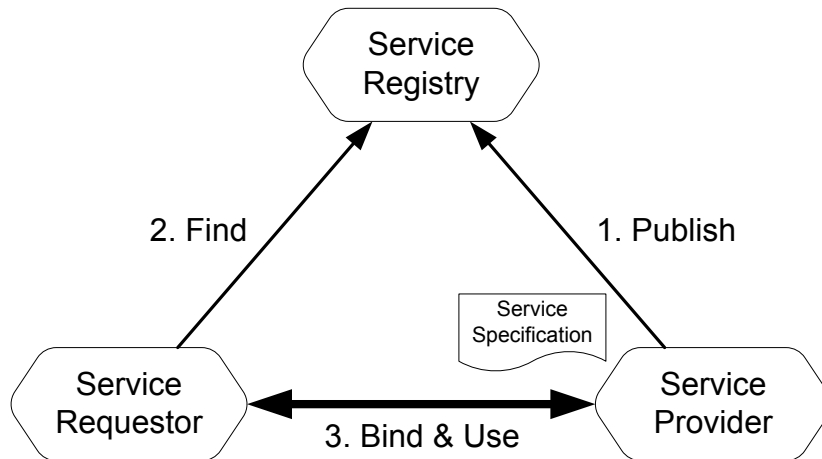 Service
Registry
2. Find
1. Publish
Service
Specification
Service
Requestor
3. Bind & Use
Service
Provider